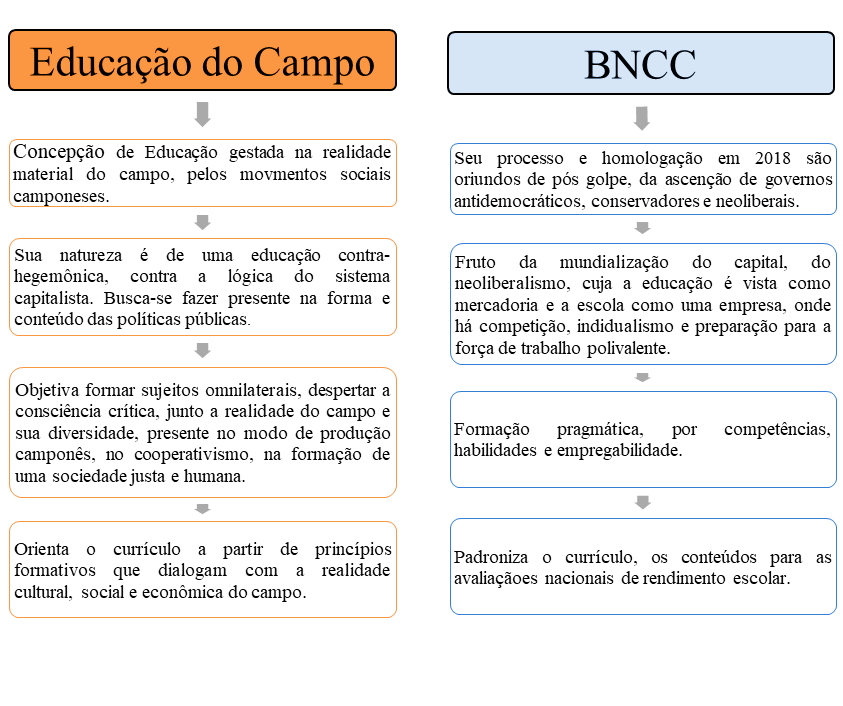 Educação do Campo
Concepção de Educação gestada na realidade
material do campo, pelos movmentos sociais
camponeses.
Sua natureza é de uma educação contra-
hegemônica, contra a lógica do sistema
capitalista. Busca-se fazer presente na forma e
conteúdo das políticas públicas.
Objetiva formar sujeitos omnilaterais, despertar a
consciência crítica, junto a realidade do campo e
sua diversidade, presente no modo de produção
camponês, no cooperativismo, na formação de
uma sociedade justa e humana.
Orienta o currículo a partir de princípios
formativos que dialogam com a realidade
cultural, social e econômica do campo.
BNCC
Seu processo e homologação em 2018 são
oriundos de pós golpe, da ascenção de governos
antidemocráticos, conservadores e neoliberais.
Fruto da mundialização do capital, do
neoliberalismo, cuja a educação é vista como
mercadoria e a escola como uma empresa, onde
há competição, indidualismo e preparação para a
força de trabalho polivalente.
Formação pragmática, por competências,
habilidades e empregabilidade.
Padroniza o currículo, os conteúdos para as
avaliaçãoes nacionais de rendimento escolar.